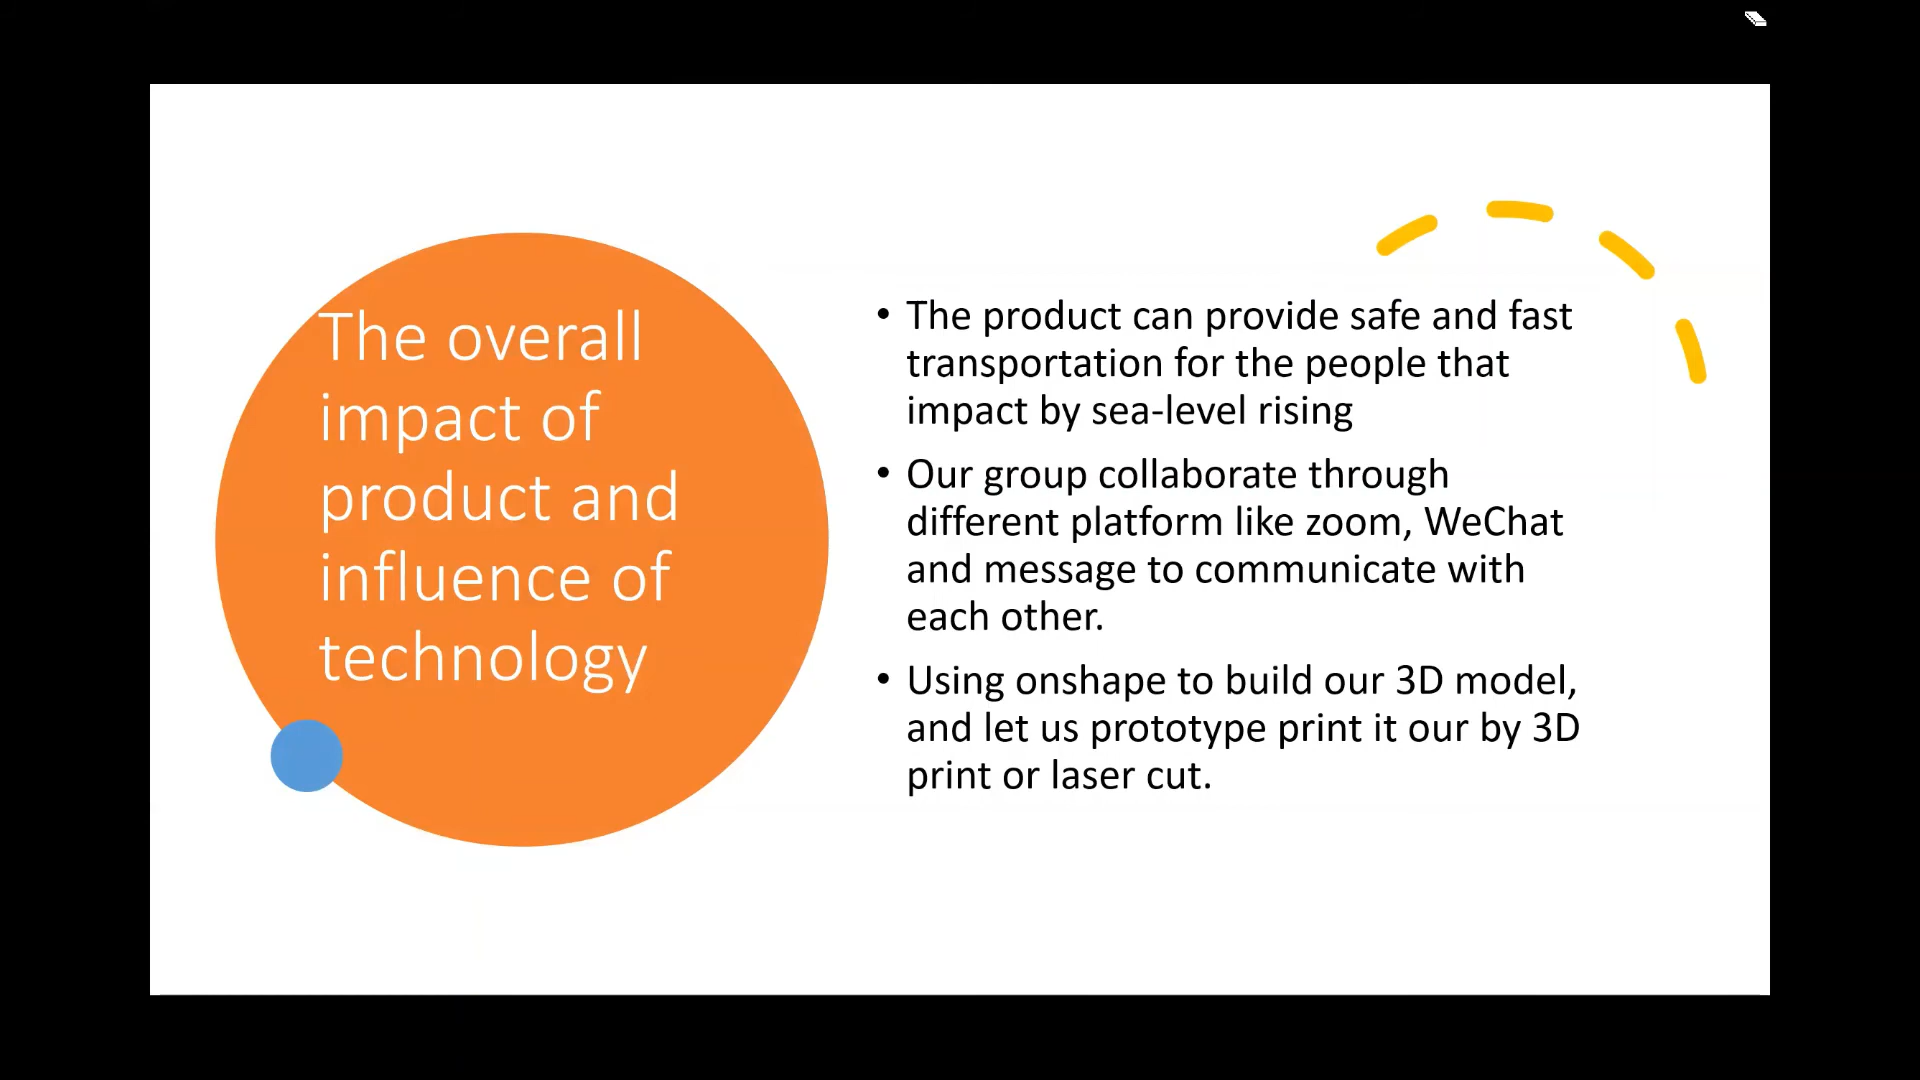 The overall
impact of
product and
influence of
technology
• The product can provide safe and fast
transportation for the people that
impact by sea-level rising
• Our group collaborate through
different platform like zoom, WeChat
and message to communicate with
each other.
• Using onshape to build our 3D model,
and let us prototype print it our by 3D
print or laser cut.